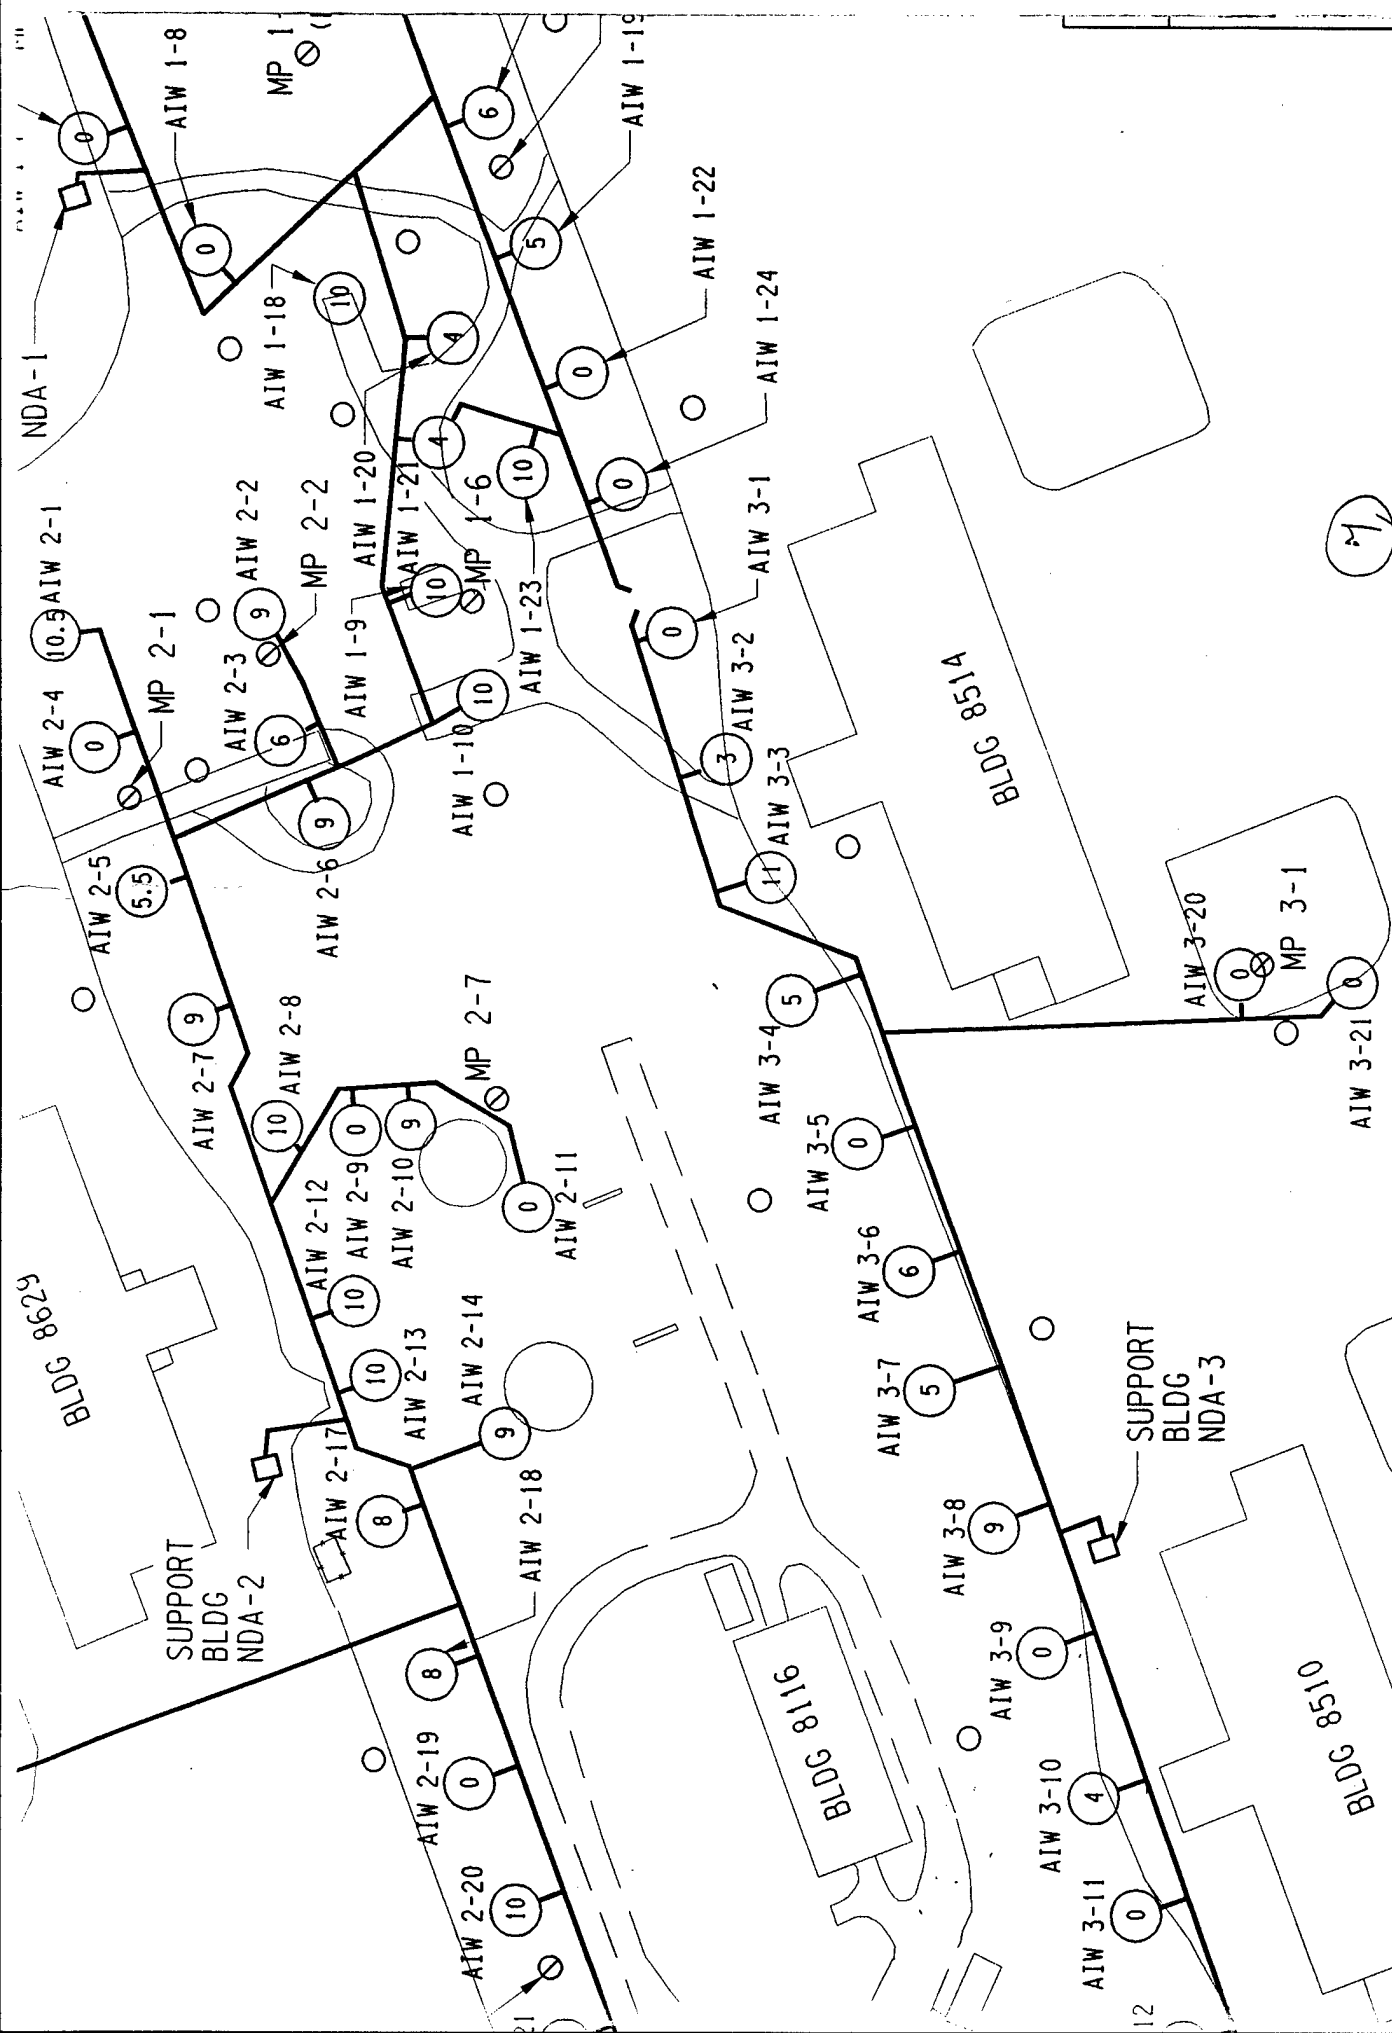 NDA-1
AIW 1-8
MP 1-
0
0
AIW 1-19
6
5
AIW 1-18
10
4
AIW 1-22
0
AIW 1-24
0
AIW 1-20
AIW 1-21
4
10
AIW 1-23
MP 1-6
10
AIW 1-9
AIW 1-10
10
10.5
AIW 2-1
AIW 2-2
9
MP 2-2
AIW 2-3
6
AIW 2-4
0
MP 2-1
AIW 2-5
5.5
AIW 2-6
9
AIW 2-7
9
AIW 2-8
10
AIW 2-9
0
AIW 2-10
9
MP 2-7
AIW 2-11
0
AIW 2-12
10
AIW 2-13
10
AIW 2-14
9
AIW 2-17
8
AIW 2-18
8
AIW 2-19
0
AIW 2-20
10
21
SUPPORT
BLDG
NDA-2
BLDG 8629
BLDG 8116
AIW 3-1
0
AIW 3-2
3
AIW 3-3
11
AIW 3-4
5
AIW 3-5
0
AIW 3-6
6
AIW 3-7
5
AIW 3-8
9
AIW 3-9
0
AIW 3-10
4
AIW 3-11
0
12
AIW 3-20
0
MP 3-1
AIW 3-21
0
SUPPORT
BLDG
NDA-3
BLDG 8514
BLDG 8510